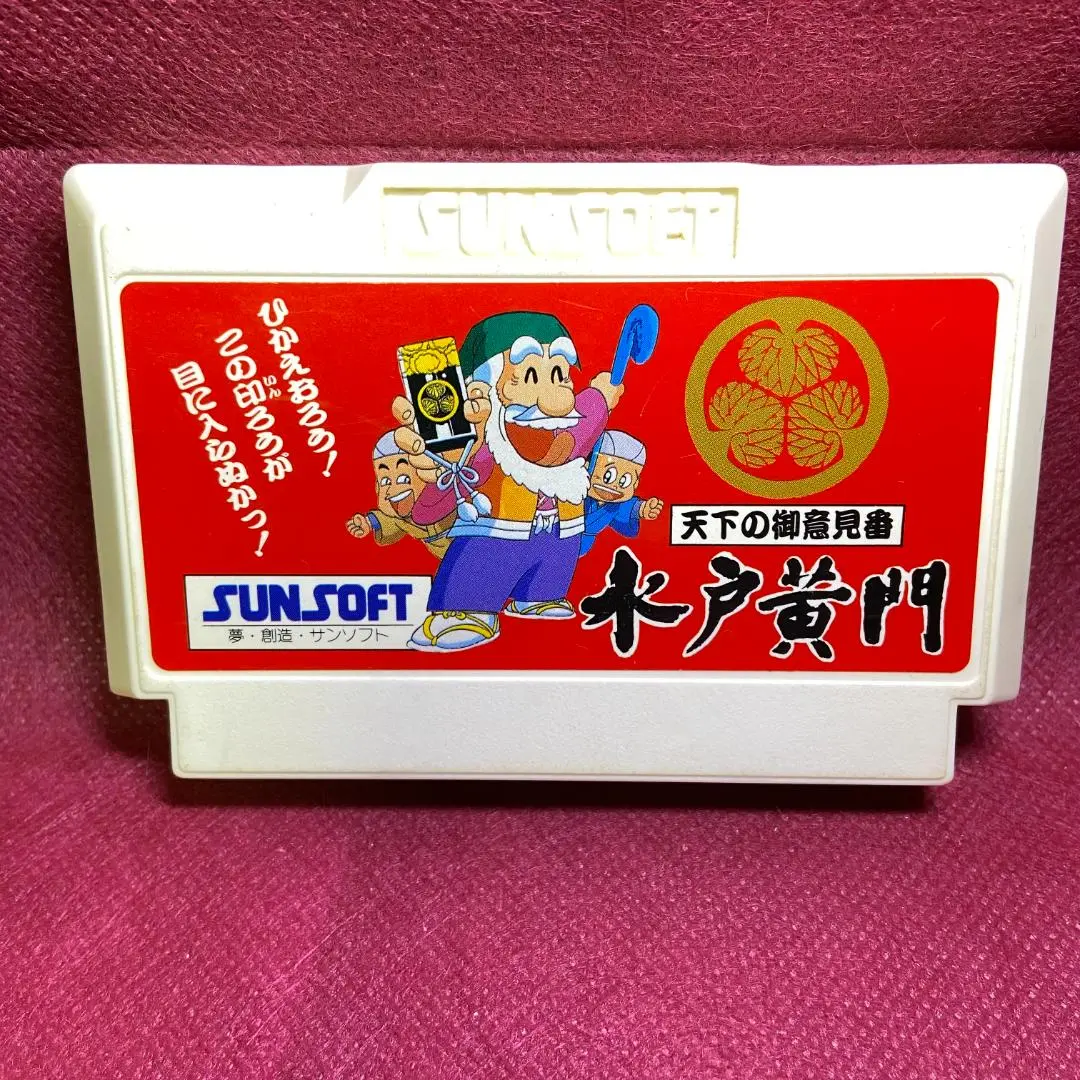 SUNSOFT
ひかえおろう!
この印ろうが
いん
目に入らぬかっ!
天下の御意見番
水戸黄門
SUNSOFT
夢・創造・サンソフト